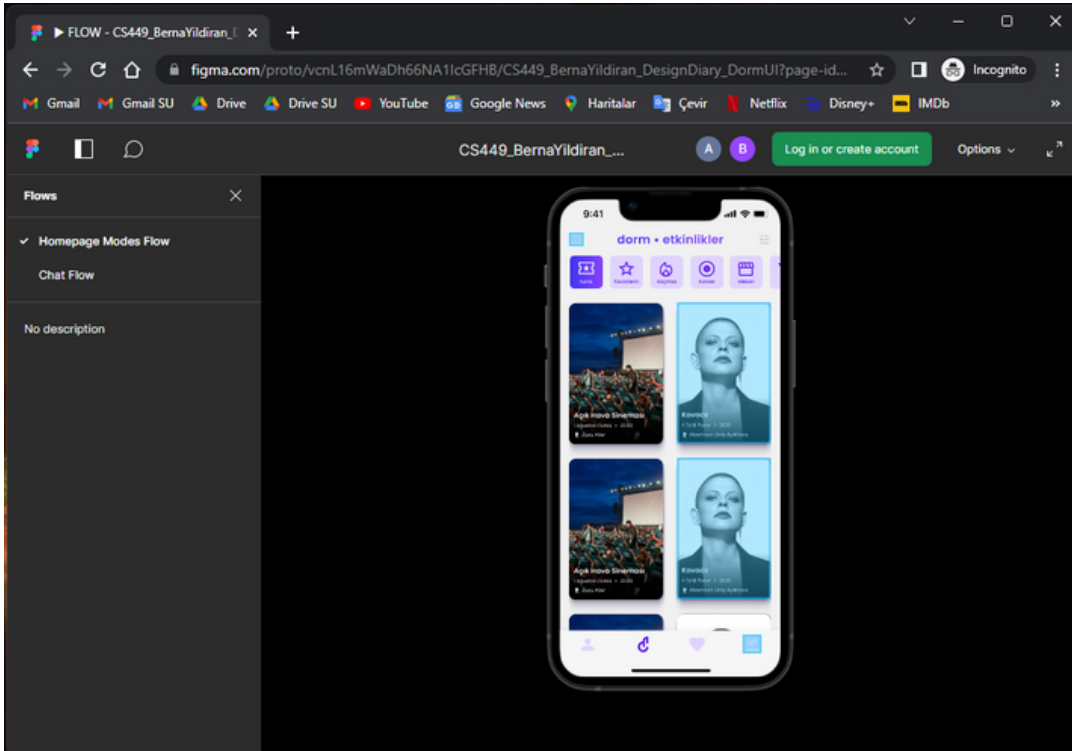 FLOW - CS449_BernaYildiran_D
figma.com/proto/vcnL16mWaDh66NA1IcGFHB/CS449_BernaYildiran_DesignDiary_DormUI?page-id...
Incognito
Gmail
Gmail SU
Drive
Drive SU
YouTube
Google News
Haritalar
Çevir
Netflix
Disney+
IMDb
»
CS449_BernaYildiran_...
A
B
Log in or create account
Options
Flows
Homepage Modes Flow
Chat Flow
No description
9:41
dorm • etkinlikler
Açık Hava Sineması
Kovacs
Açık Hava Sineması
Kovacs